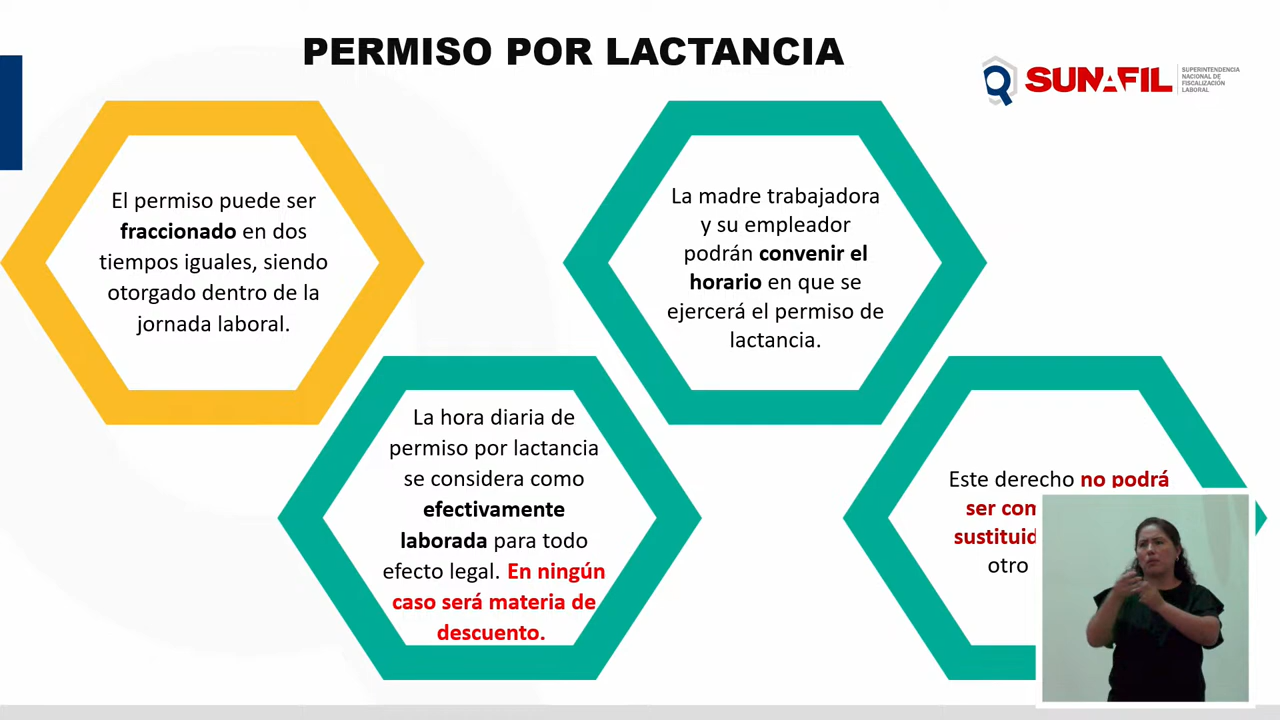 PERMISO POR LACTANCIA
SUNAFIL
SUPERINTENDENCIA
NACIONAL DE
FISCALIZACIÓN
LABORAL
El permiso puede ser
fraccionado en dos
tiempos iguales, siendo
otorgado dentro de la
jornada laboral.
La hora diaria de
permiso por lactancia
se considera como
efectivamente
laborada para todo
efecto legal. En ningún
caso será materia de
descuento.
La madre trabajadora
y su empleador
podrán convenir el
horario en que se
ejercerá el permiso de
lactancia.
Este derecho no podrá
ser
otro